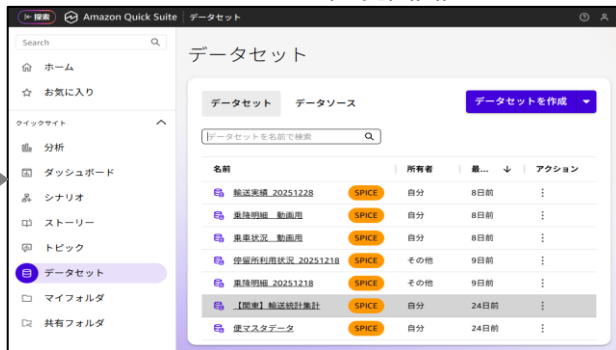 探索 Amazon Quick Suite データセット
Search
ホーム
お気に入り
クイックサイト
分析
ダッシュボード
シナリオ
ストーリー
トピック
データセット
マイフォルダ
共有フォルダ
データセット
データセット データソース データセットを作成
データセットを名前で検索
名前 所有者 最... ↓ アクション
輸送実績_20251228 SPICE 自分 8日前
乗降明細_動画用 SPICE 自分 8日前
乗車状況_動画用 SPICE 自分 8日前
停留所利用状況_20251218 SPICE その他 9日前
乗降明細_20251218 SPICE その他 9日前
【関東】輸送統計集計 SPICE 自分 24日前
便マスタデータ SPICE 自分 24日前